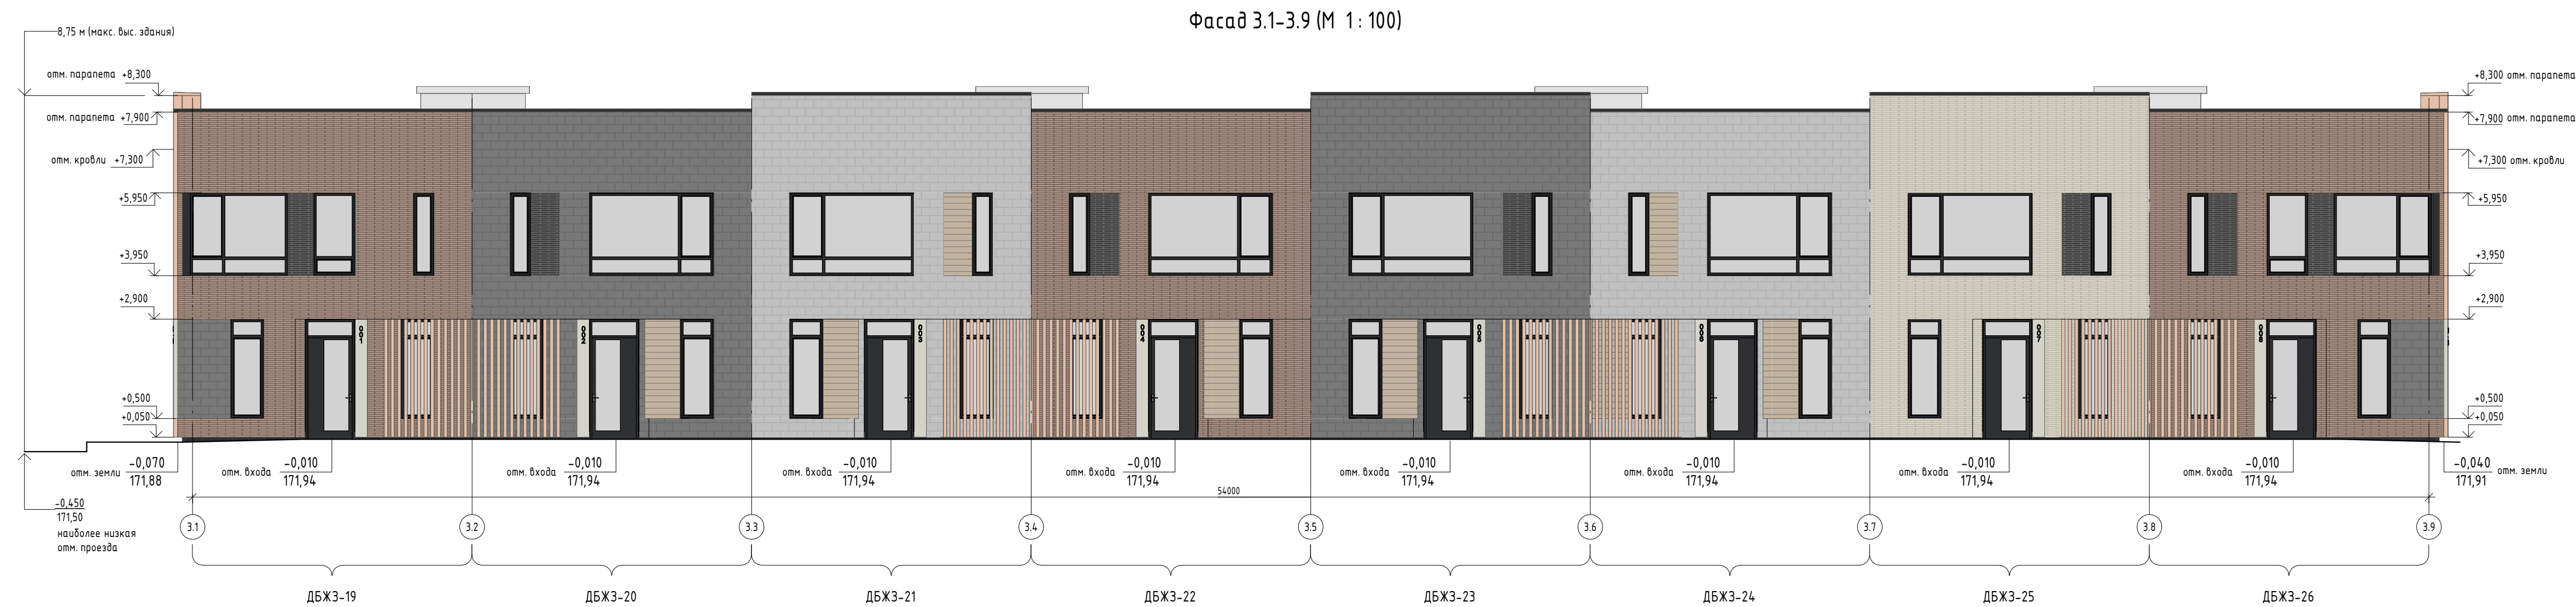 Фасад 3.1-3.9 (М 1 : 100)
8,75 м (макс. выс. здания)
отм. парапета +8,300
+8,300 отм. парапета
отм. парапета +7,900
+7,900 отм. парапета
отм. кровли +7,300
+7,300 отм. кровли
+5,950
+5,950
+3,950
+3,950
+2,900
+2,900
001
002
003
004
005
006
007
008
+0,500
+0,500
+0,050
+0,050
отм. земли -0,070
171,88
отм. входа -0,010
171,94
отм. входа -0,010
171,94
отм. входа -0,010
171,94
отм. входа -0,010
171,94
отм. входа -0,010
171,94
отм. входа -0,010
171,94
отм. входа -0,010
171,94
отм. входа -0,010
171,94
-0,040 отм. земли
171,91
54000
-0,450
171,50
наиболее низкая
отм. проезда
3.1
3.2
3.3
3.4
3.5
3.6
3.7
3.8
3.9
ДБЖЗ-19
ДБЖЗ-20
ДБЖЗ-21
ДБЖЗ-22
ДБЖЗ-23
ДБЖЗ-24
ДБЖЗ-25
ДБЖЗ-26